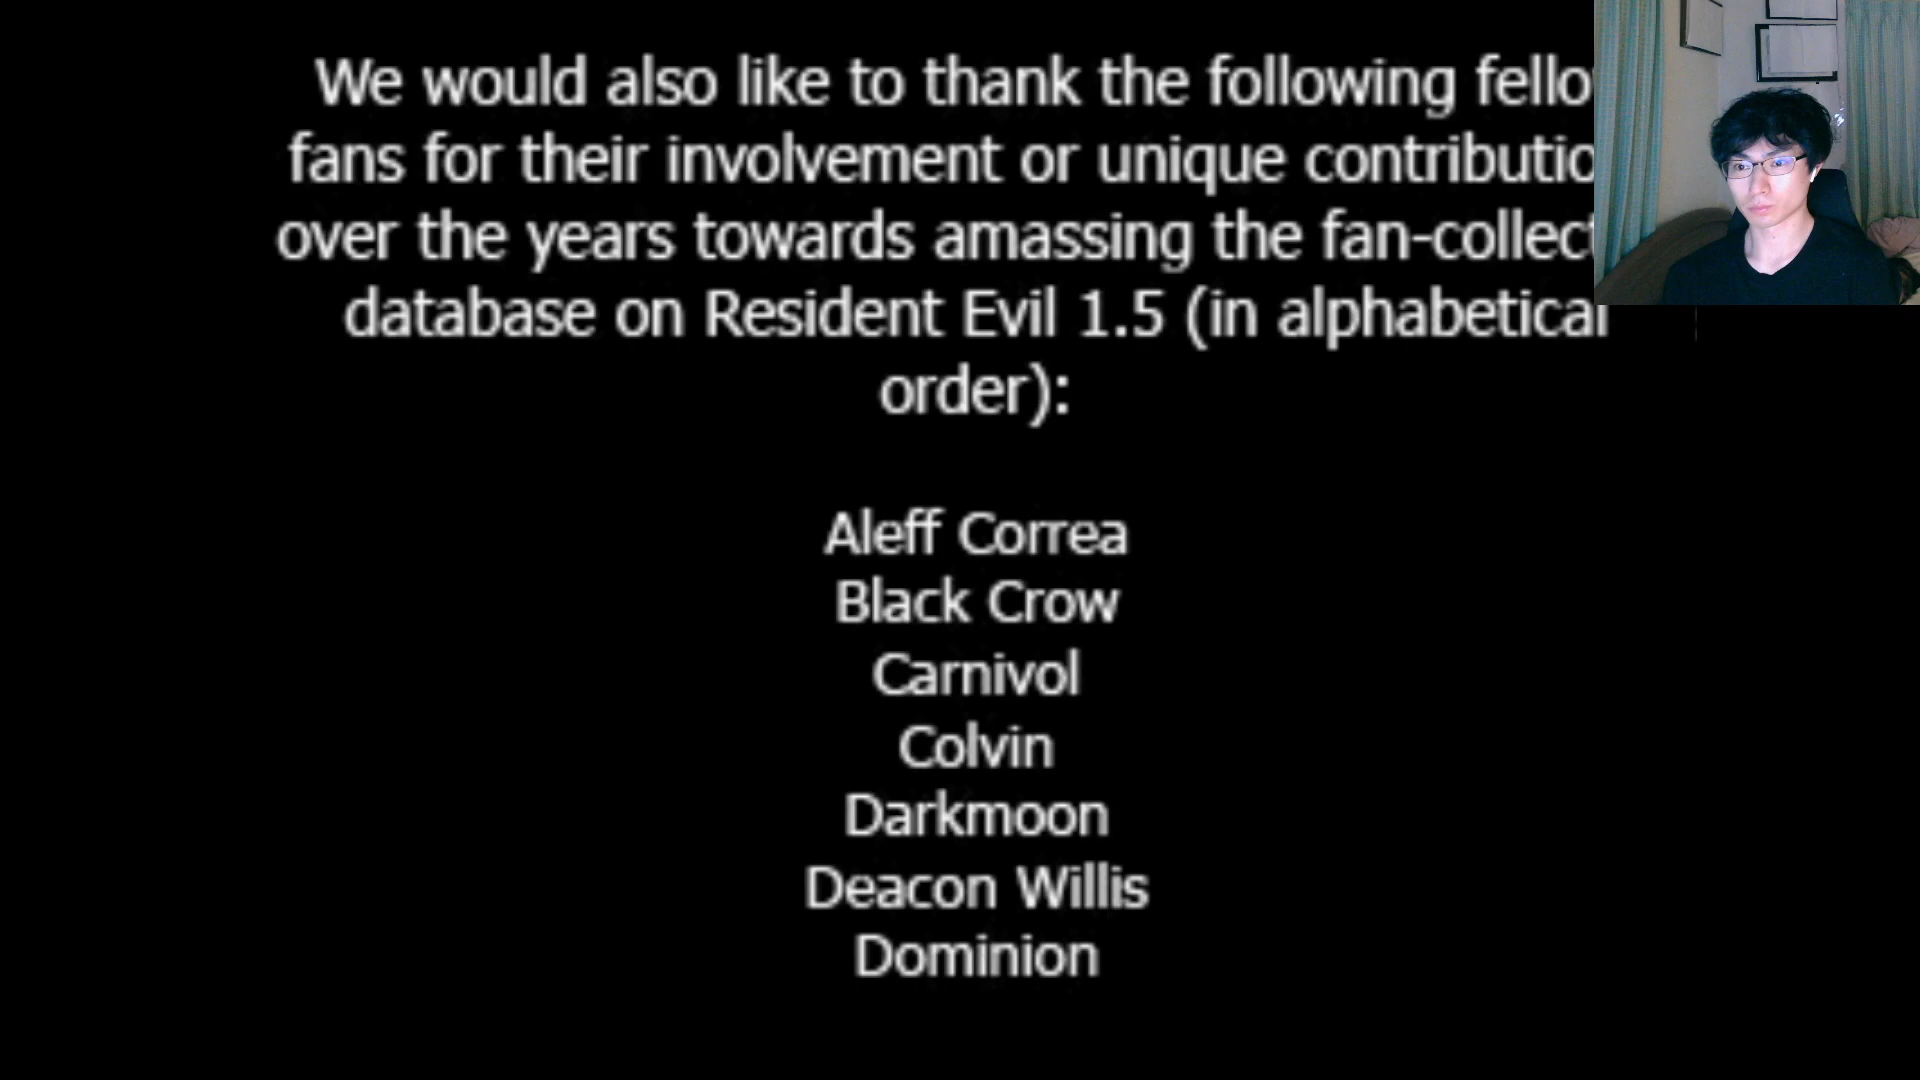 We would also like to thank the following fello
fans for their involvement or unique contributio
over the years towards amassing the fan-collect
database on Resident Evil 1.5 (in alphabetical
order):
Aleff Correa
Black Crow
Carnivol
Colvin
Darkmoon
Deacon Willis
Dominion